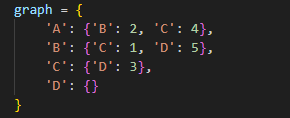 graph = {
    'A': {'B': 2, 'C': 4},
    'B': {'C': 1, 'D': 5},
    'C': {'D': 3},
    'D': {}
}